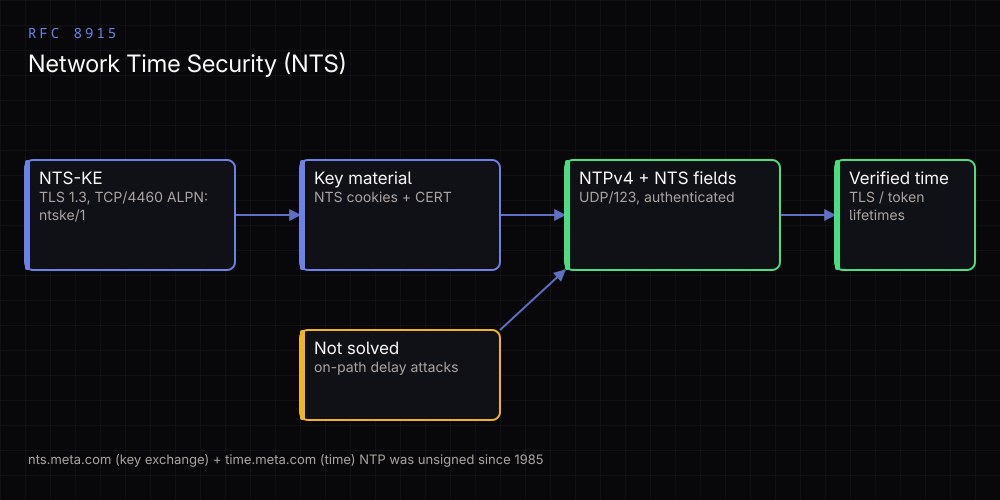 RFC 8915
Network Time Security (NTS)
NTS-KE
TLS 1.3, TCP/4460 ALPN:
ntske/1
Key material
NTS cookies + CERT
NTPv4 + NTS fields
UDP/123, authenticated
Verified time
TLS / token
lifetimes
Not solved
on-path delay attacks
nts.meta.com (key exchange) + time.meta.com (time) NTP was unsigned since 1985